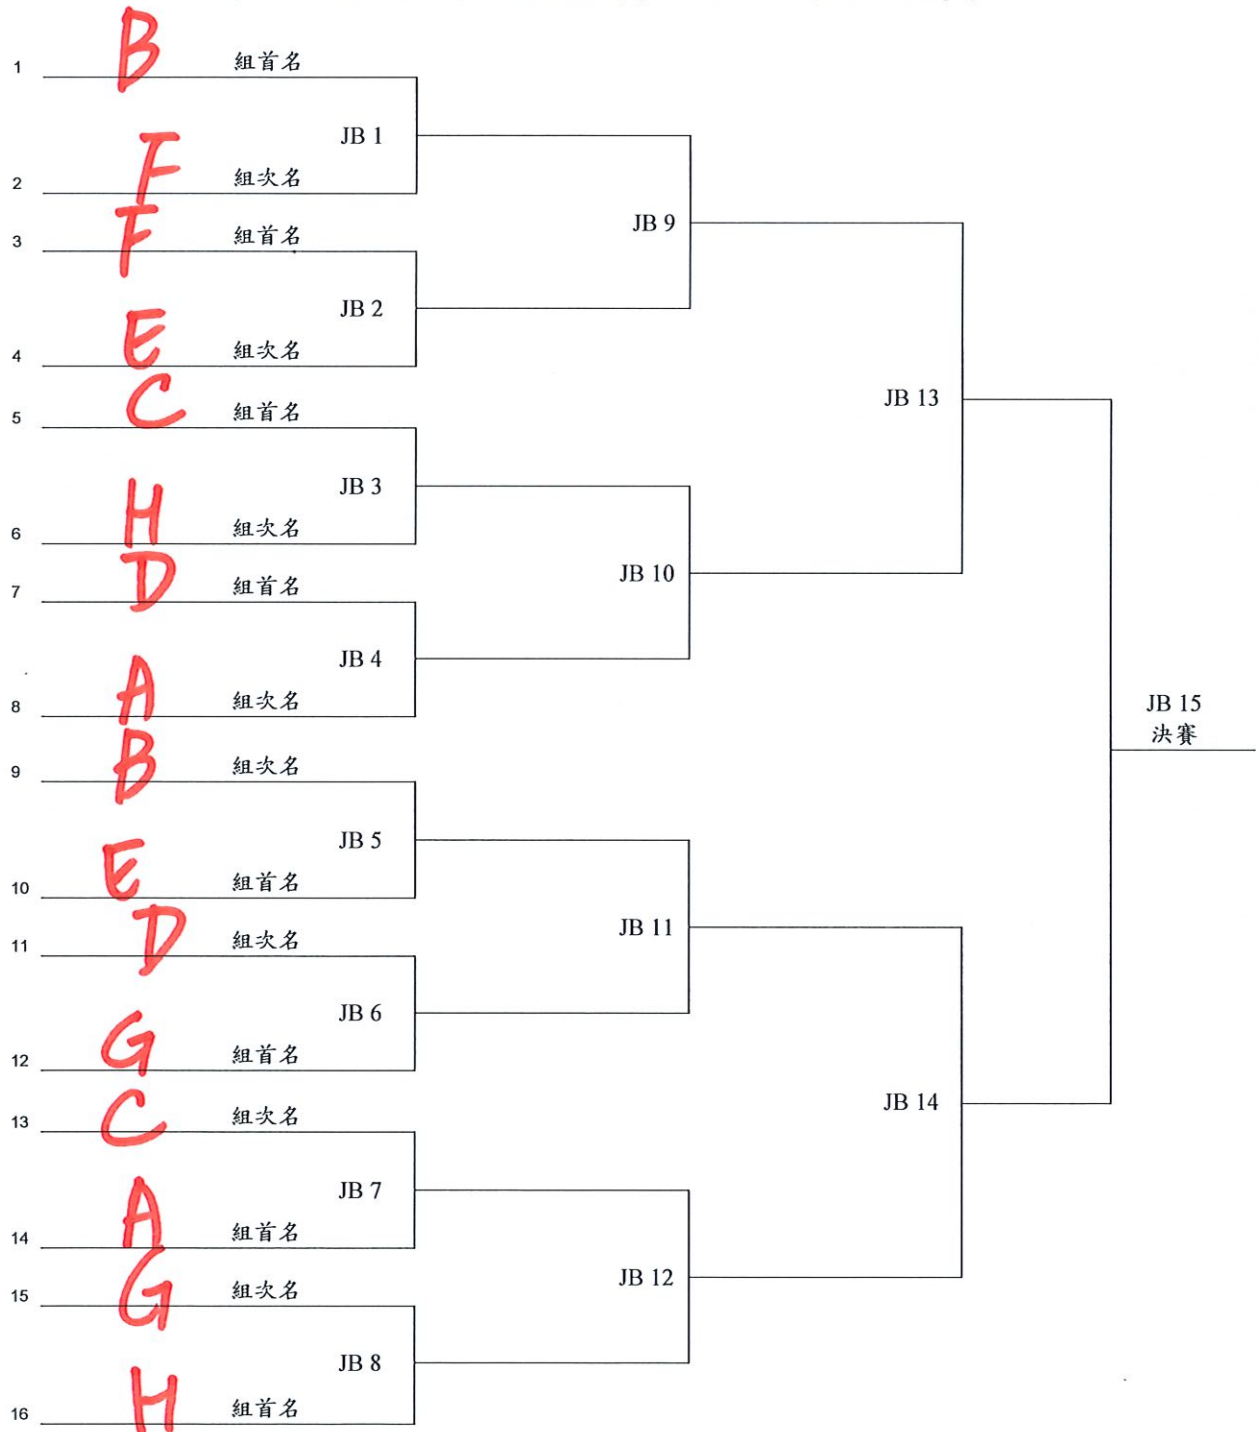 1 B 組首名
JB 1
2 F 組次名
3 F 組首名
JB 2
4 E 組次名
5 C 組首名
JB 3
6 H 組次名
7 D 組首名
JB 4
8 A 組次名
9 B 組次名
JB 5
10 E 組首名
11 D 組次名
JB 6
12 G 組首名
13 C 組次名
JB 7
14 A 組首名
15 G 組次名
JB 8
16 H 組首名
JB 9
JB 10
JB 11
JB 12
JB 13
JB 14
JB 15
決賽